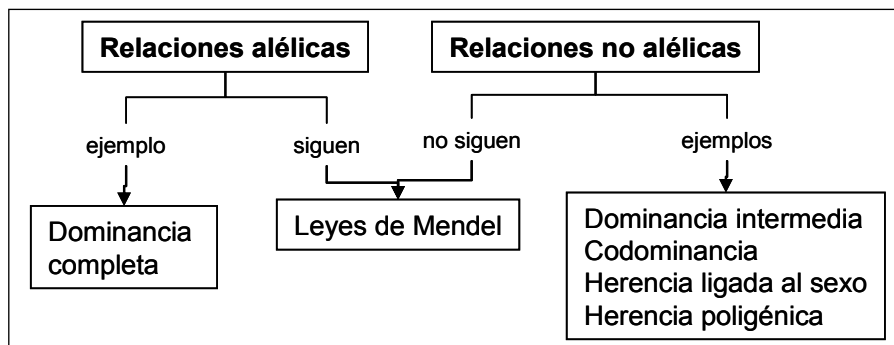 Relaciones alélicas
Relaciones no alélicas
ejemplo
siguen
no siguen
ejemplos
Dominancia
completa
Leyes de Mendel
Dominancia intermedia
Codominancia
Herencia ligada al sexo
Herencia poligénica